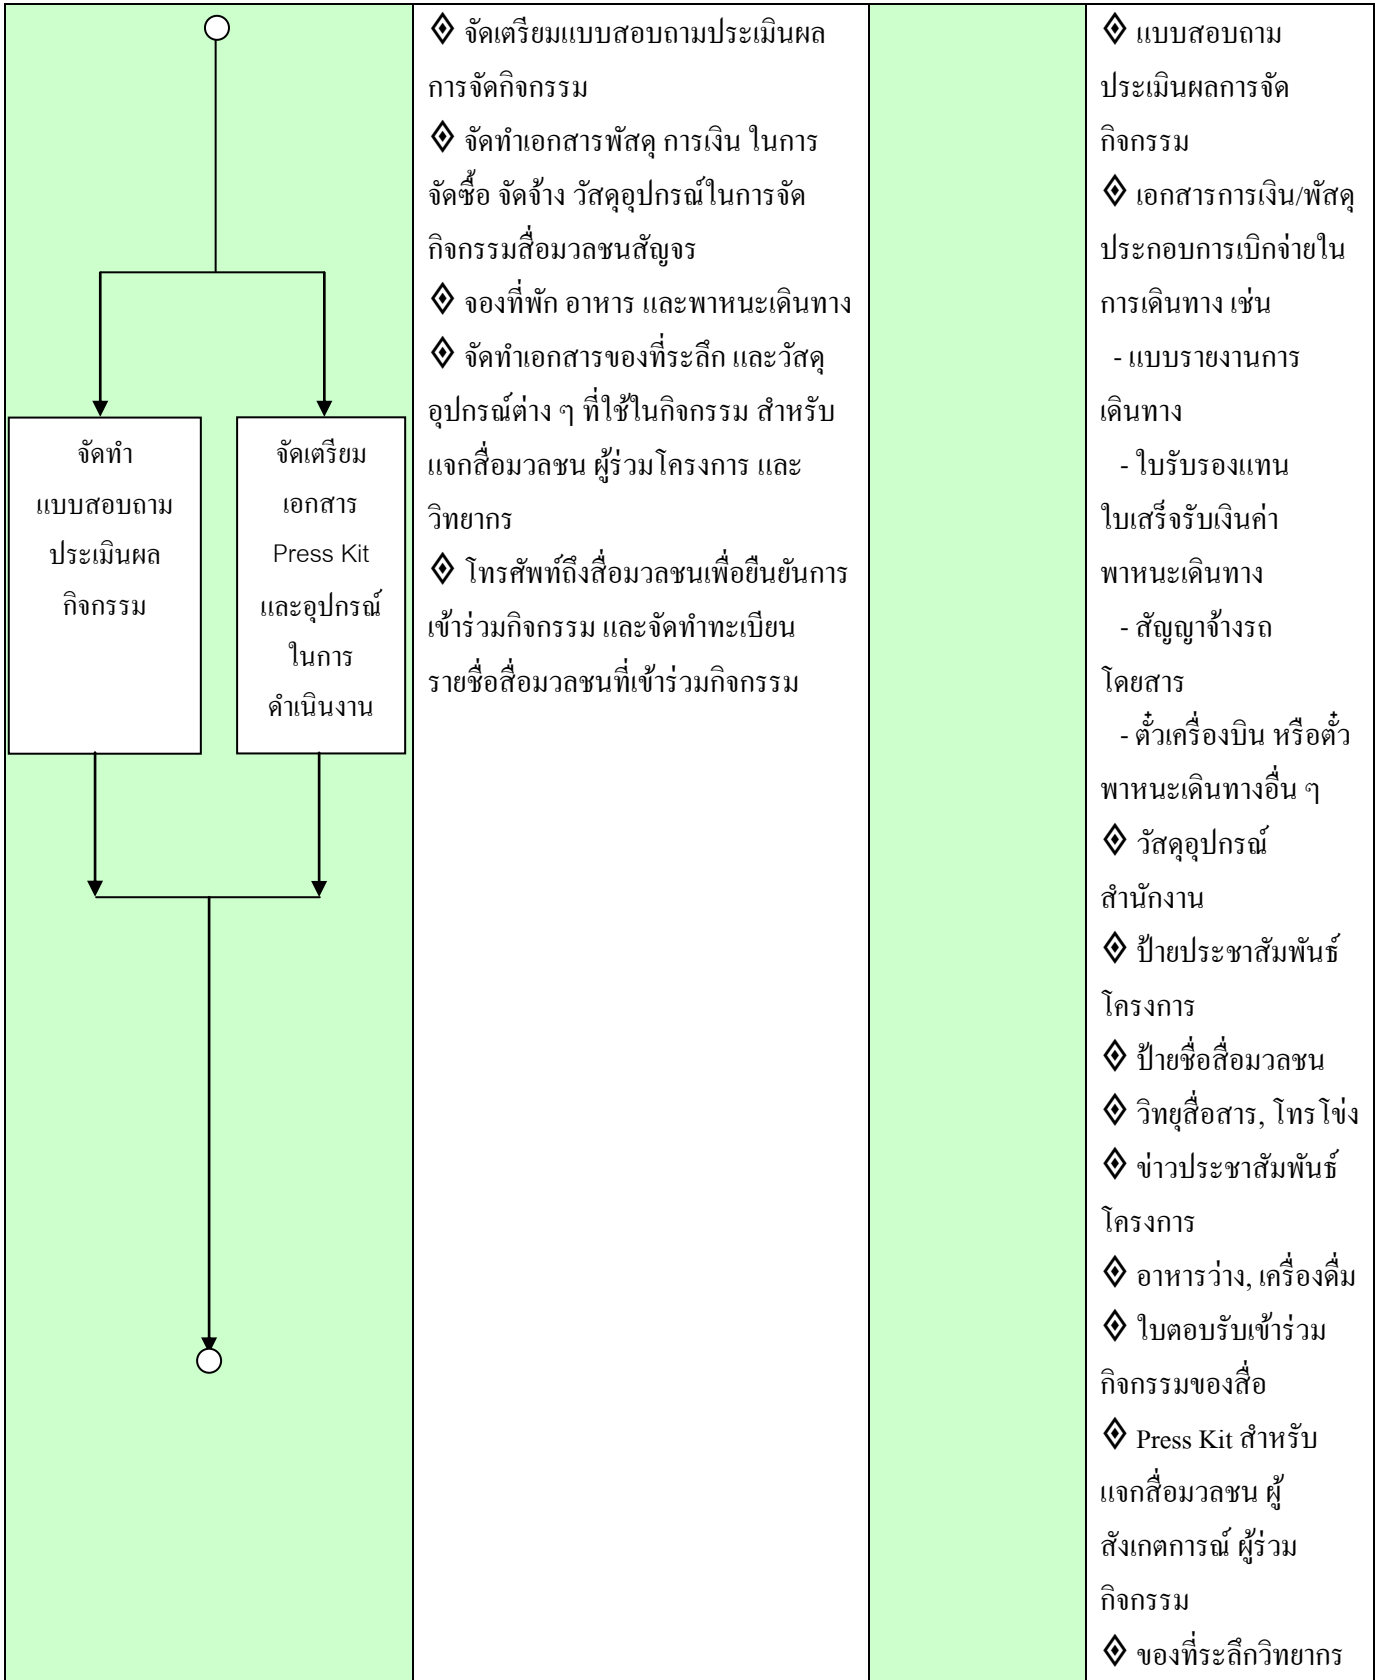 จัดทำ
แบบสอบถาม
ประเมินผล
กิจกรรม
จัดเตรียม
เอกสาร
Press Kit
และอุปกรณ์
ในการ
ดำเนินงาน
จัดเตรียมแบบสอบถามประเมินผล
การจัดกิจกรรม
จัดทำเอกสารพัสดุ การเงิน ในการ
จัดซื้อ จัดจ้าง วัสดุอุปกรณ์ในการจัด
กิจกรรมสื่อมวลชนสัญจร
จองที่พัก อาหาร และพาหนะเดินทาง
จัดทำเอกสารของที่ระลึก และวัสดุ
อุปกรณ์ต่าง ๆ ที่ใช้ในกิจกรรม สำหรับ
แจกสื่อมวลชน ผู้ร่วมโครงการ และ
วิทยากร
โทรศัพท์ถึงสื่อมวลชนเพื่อยืนยันการ
เข้าร่วมกิจกรรม และจัดทำทะเบียน
รายชื่อสื่อมวลชนที่เข้าร่วมกิจกรรม
แบบสอบถาม
ประเมินผลการจัด
กิจกรรม
เอกสารการเงิน/พัสดุ
ประกอบการเบิกจ่ายใน
การเดินทาง เช่น
- แบบรายงานการ
เดินทาง
- ใบรับรองแทน
ใบเสร็จรับเงินค่า
พาหนะเดินทาง
- สัญญาจ้างรถ
โดยสาร
- ตั๋วเครื่องบิน หรือตั๋ว
พาหนะเดินทางอื่น ๆ
วัสดุอุปกรณ์
สำนักงาน
ป้ายประชาสัมพันธ์
โครงการ
ป้ายชื่อสื่อมวลชน
วิทยุสื่อสาร, โทรโข่ง
ข่าวประชาสัมพันธ์
โครงการ
อาหารว่าง, เครื่องดื่ม
ใบตอบรับเข้าร่วม
กิจกรรมของสื่อ
Press Kit สำหรับ
แจกสื่อมวลชน ผู้
สังเกตการณ์ ผู้ร่วม
กิจกรรม
ของที่ระลึกวิทยากร